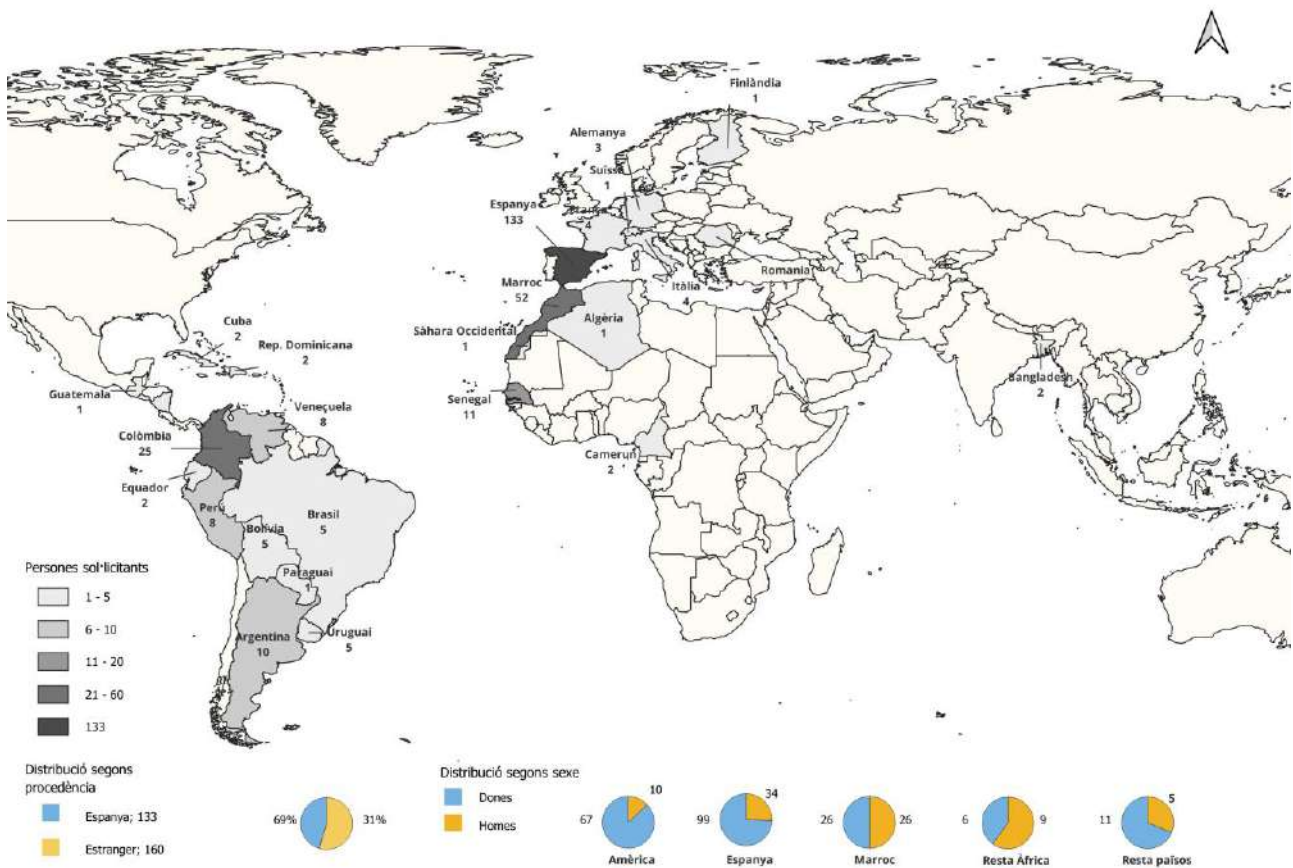 Finlàndia
1
Alemanya
3
Suïssa
1
Espanya
133
França
4
Romania
Itàlia
4
Marroc
52
Algèria
1
Sàhara Occidental
1
Cuba
2
Rep. Dominicana
2
Bangladesh
2
Guatemala
1
Veneçuela
8
Senegal
11
Colòmbia
25
Camerun
2
Equador
2
Perú
8
Brasil
5
Bolívia
5
Paraguai
1
Uruguai
5
Argentina
10
Persones sol·licitants
1 - 5
6 - 10
11 - 20
21 - 60
133
Distribució segons
procedència
Espanya; 133
Estranger; 160
69%
31%
Distribució segons sexe
Dones
Homes
10
67
Amèrica
34
99
Espanya
26
26
Marroc
6
9
Resta Àfrica
5
11
Resta països